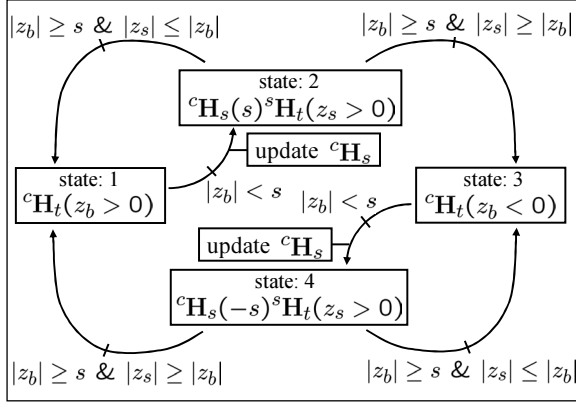 |z_b| ≥ s & |z_s| ≤ |z_b|
|z_b| ≥ s & |z_s| ≥ |z_b|
state: 2
^cH_s(s)^sH_t(z_s > 0)
update ^cH_s
state: 1
^cH_t(z_b > 0)
|z_b| < s
|z_b| < s
state: 3
^cH_t(z_b < 0)
update ^cH_s
state: 4
^cH_s(-s)^sH_t(z_s > 0)
|z_b| ≥ s & |z_s| ≥ |z_b|
|z_b| ≥ s & |z_s| ≤ |z_b|